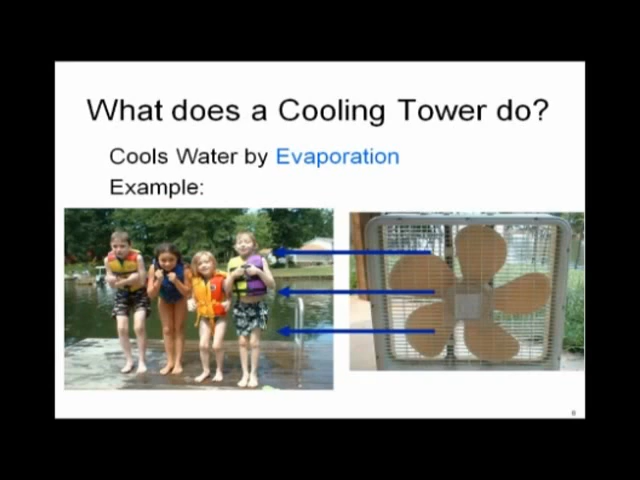 What does a Cooling Tower do?
Cools Water by Evaporation
Example: